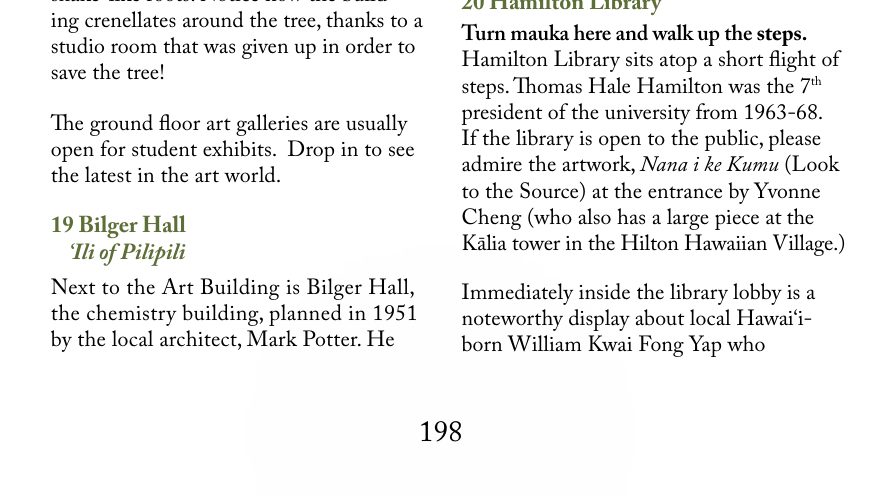 ing crenellates around the tree, thanks to a
studio room that was given up in order to
save the tree!
The ground floor art galleries are usually
open for student exhibits.  Drop in to see
the latest in the art world.
19 Bilger Hall
ʻIli of Pilipili
Next to the Art Building is Bilger Hall,
the chemistry building, planned in 1951
by the local architect, Mark Potter. He
20 Hamilton Library
Turn mauka here and walk up the steps.
Hamilton Library sits atop a short flight of
steps. Thomas Hale Hamilton was the 7th
president of the university from 1963-68.
If the library is open to the public, please
admire the artwork, Nana i ke Kumu (Look
to the Source) at the entrance by Yvonne
Cheng (who also has a large piece at the
Kālia tower in the Hilton Hawaiian Village.)
Immediately inside the library lobby is a
noteworthy display about local Hawaiʻi-
born William Kwai Fong Yap who
198